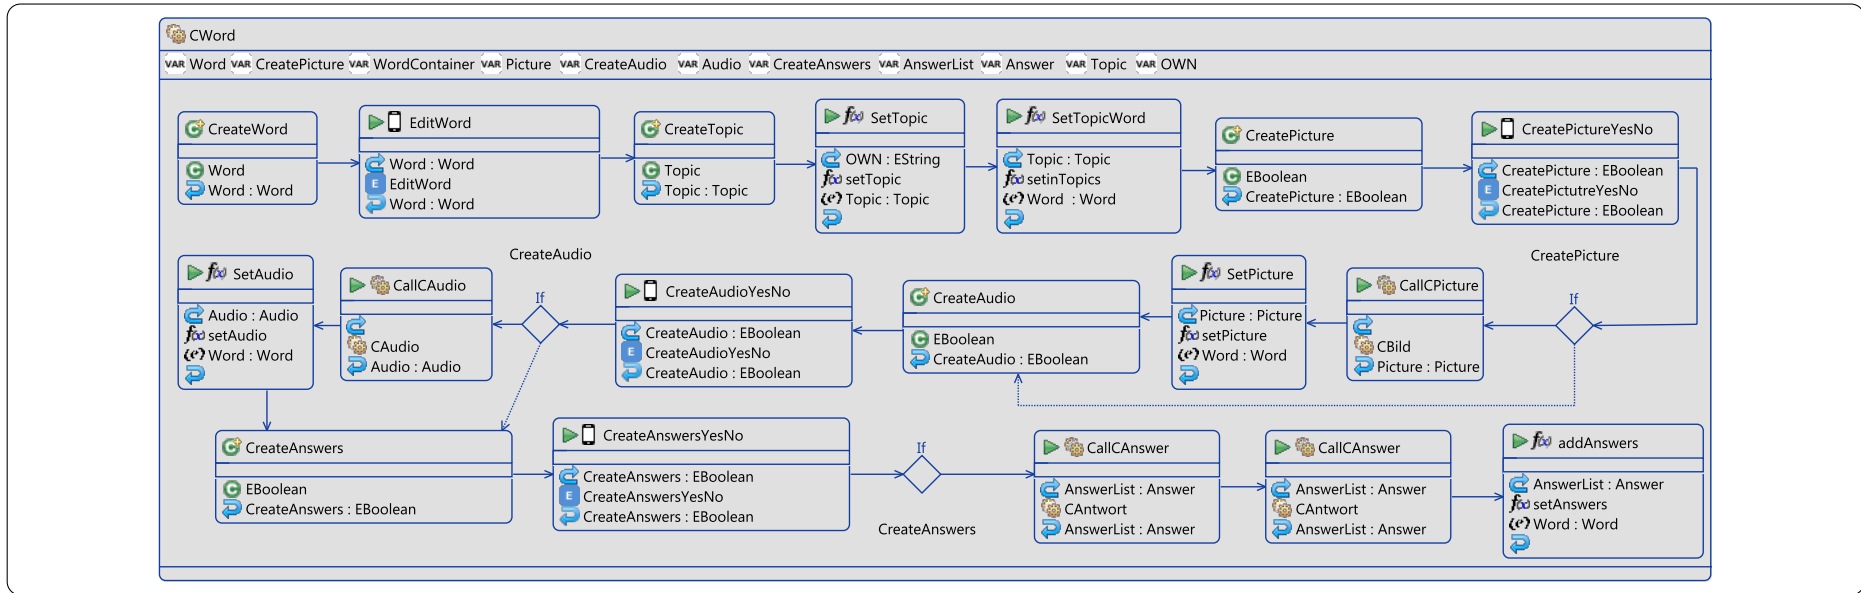 CWord
VAR Word VAR CreatePicture VAR WordContainer VAR Picture VAR CreateAudio VAR Audio VAR CreateAnswers VAR AnswerList VAR Answer VAR Topic VAR OWN
CreateWord
Word
Word : Word
EditWord
Word : Word
E EditWord
Word : Word
CreateTopic
Topic
Topic : Topic
f(x) SetTopic
OWN : EString
f(x) setTopic
(e) Topic : Topic
f(x) SetTopicWord
Topic : Topic
f(x) setinTopics
(e) Word : Word
CreatePicture
EBoolean
CreatePicture : EBoolean
CreatePictureYesNo
CreatePicture : EBoolean
E CreatePictutreYesNo
CreatePicture : EBoolean
CreatePicture
If
CallCPicture
CBild
Picture : Picture
f(x) SetPicture
Picture : Picture
f(x) setPicture
(e) Word : Word
CreateAudio
EBoolean
CreateAudio : EBoolean
CreateAudioYesNo
CreateAudio : EBoolean
E CreateAudioYesNo
CreateAudio : EBoolean
CreateAudio
If
CallCAudio
CAudio
Audio : Audio
f(x) SetAudio
Audio : Audio
f(x) setAudio
(e) Word : Word
CreateAnswers
EBoolean
CreateAnswers : EBoolean
CreateAnswersYesNo
CreateAnswers : EBoolean
E CreateAnswersYesNo
CreateAnswers : EBoolean
If
CreateAnswers
CallCAnswer
AnswerList : Answer
CAntwort
AnswerList : Answer
CallCAnswer
AnswerList : Answer
CAntwort
AnswerList : Answer
f(x) addAnswers
AnswerList : Answer
f(x) setAnswers
(e) Word : Word